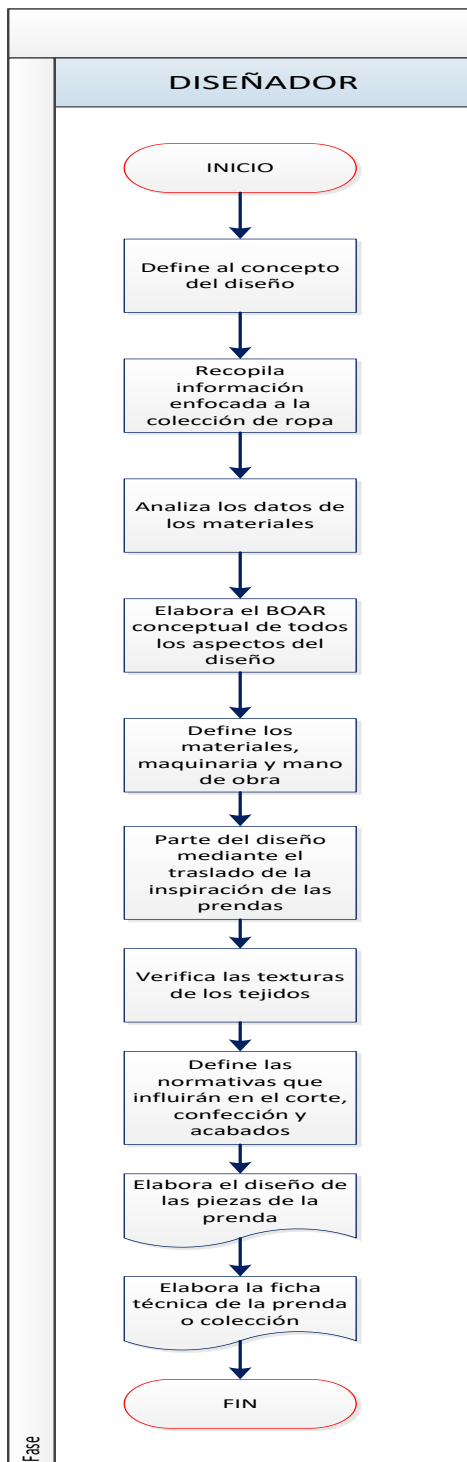 DISEÑADOR
INICIO
Define al concepto
del diseño
Recopila
información
enfocada a la
colección de ropa
Analiza los datos de
los materiales
Elabora el BOAR
conceptual de todos
los aspectos del
diseño
Define los
materiales,
maquinaria y mano
de obra
Parte del diseño
mediante el
traslado de la
inspiración de las
prendas
Verifica las texturas
de los tejidos
Define las
normativas que
influirán en el corte,
confección y
acabados
Elabora el diseño de
las piezas de la
prenda
Elabora la ficha
técnica de la prenda
o colección
FIN
Fase